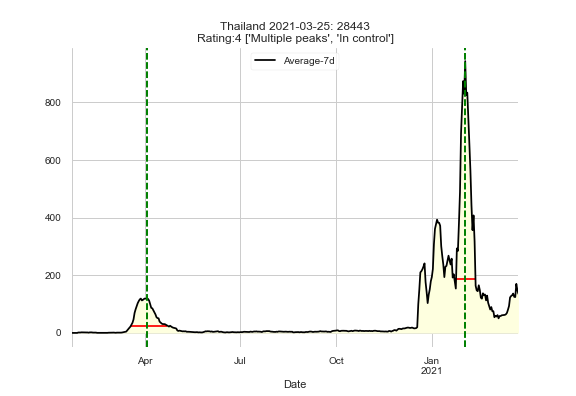 Thailand 2021-03-25: 28443
Rating:4 ['Multiple peaks', 'In control']
Average-7d
800
600
400
200
0
Apr
Jul
Oct
Jan
2021
Date